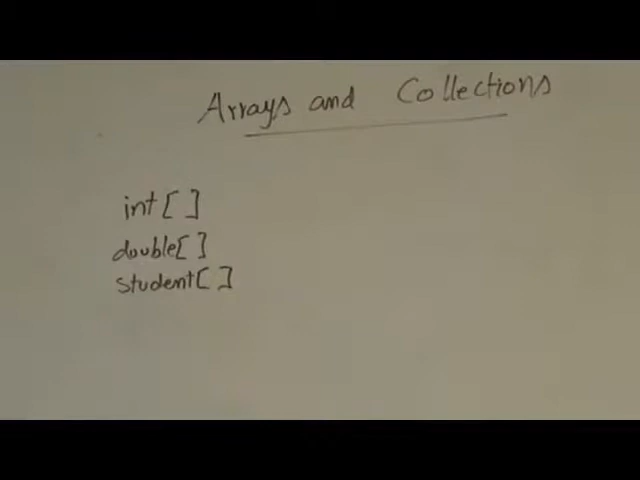 Arrays and Collections
int[ ]
double[ ]
student[ ]